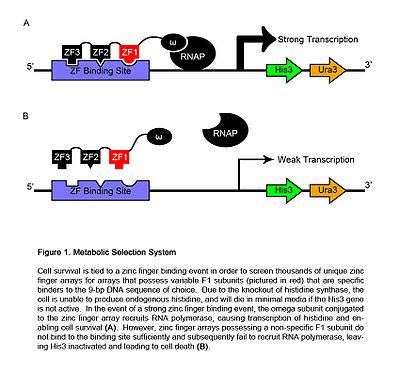 A
ZF3 ZF2 ZF1 ω RNAP Strong Transcription
5' ZF Binding Site His3 Ura3 3'
B
RNAP
ω
ZF3 ZF2 ZF1 Weak Transcription
5' ZF Binding Site His3 Ura3 3'
Figure 1. Metabolic Selection System
Cell survival is tied to a zinc finger binding event in order to screen thousands of unique zinc
finger arrays for arrays that possess variable F1 subunits (pictured in red) that are specific
binders to the 9-bp DNA sequence of choice. Due to the knockout of histidine synthase, the
cell is unable to produce endogenous histidine, and will die in minimal media if the His3 gene
is not active. In the event of a strong zinc finger binding event, the omega subunit conjugated
to the zinc finger array recruits RNA polymerase, causing transcription of histidine and en-
abling cell survival (A). However, zinc finger arrays possessing a non-specific F1 subunit do
not bind to the binding site sufficiently and subsequently fail to recruit RNA polymerase, leav-
ing His3 inactivated and leading to cell death (B).